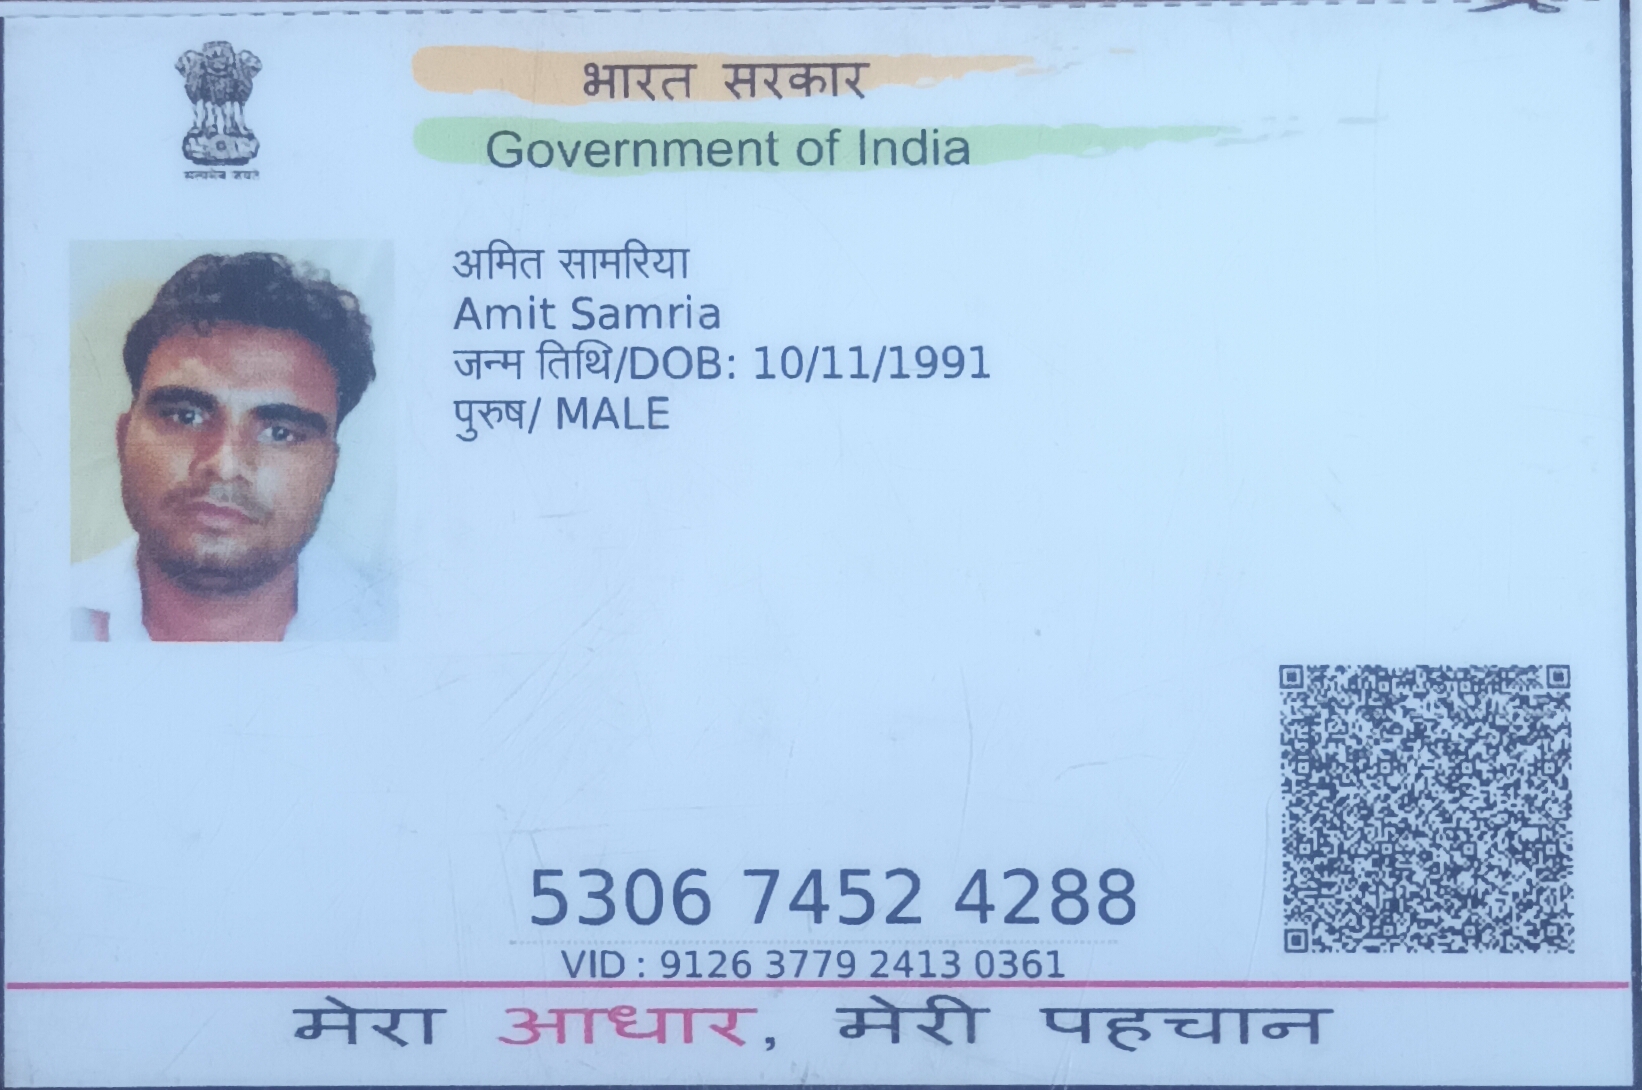 सत्यमेव जयते
भारत सरकार
Government of India
अमित सामरिया
Amit Samria
जन्म तिथि/DOB: 10/11/1991
पुरुष/ MALE
5306 7452 4288
VID : 9126 3779 2413 0361
मेरा आधार, मेरी पहचान